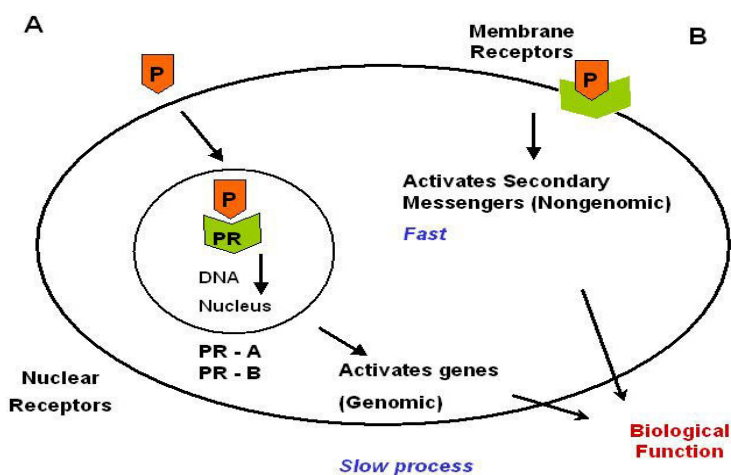 A
B
Membrane
Receptors
P
P
Activates Secondary
Messengers (Nongenomic)
Fast
P
PR
DNA
Nucleus
PR - A
PR - B
Activates genes
(Genomic)
Nuclear
Receptors
Biological
Function
Slow process